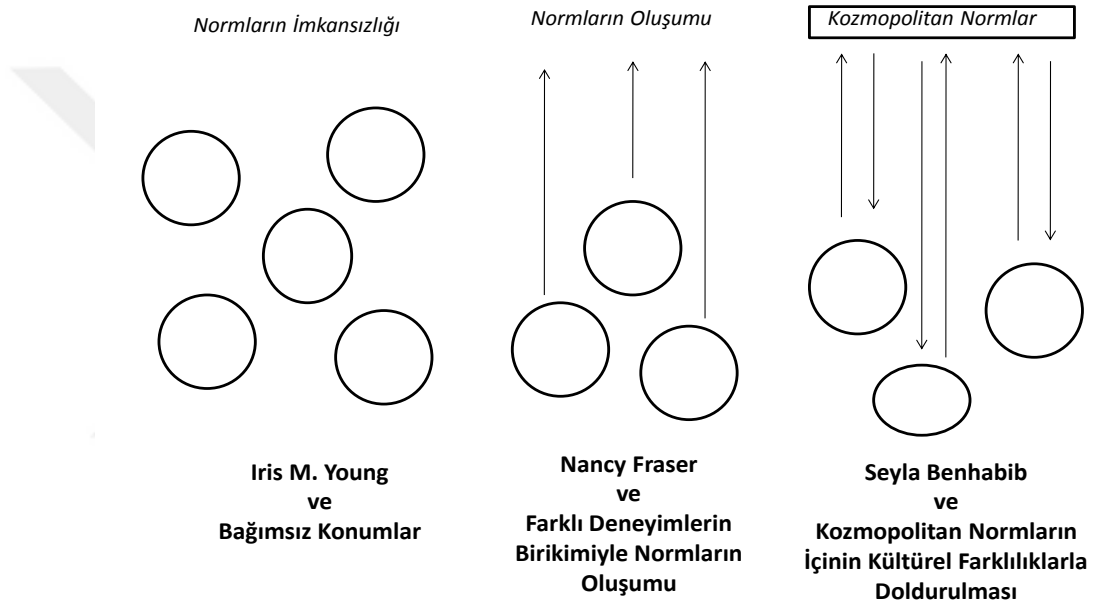 Normların İmkansızlığı
Normların Oluşumu
Kozmopolitan Normlar
Iris M. Young
ve
Bağımsız Konumlar
Nancy Fraser
ve
Farklı Deneyimlerin
Birikimiyle Normların
Oluşumu
Seyla Benhabib
ve
Kozmopolitan Normların
İçinin Kültürel Farklılıklarla
Doldurulması